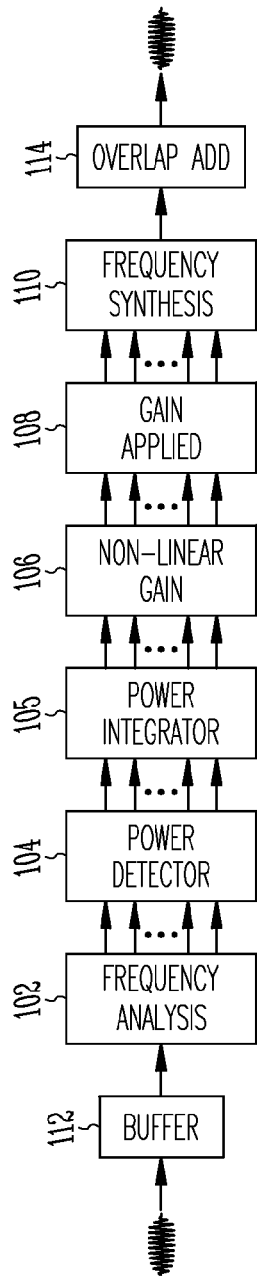 114
OVERLAP ADD
110
FREQUENCY
SYNTHESIS
108
GAIN
APPLIED
106
NON-LINEAR
GAIN
105
POWER
INTEGRATOR
104
POWER
DETECTOR
102
FREQUENCY
ANALYSIS
112
BUFFER